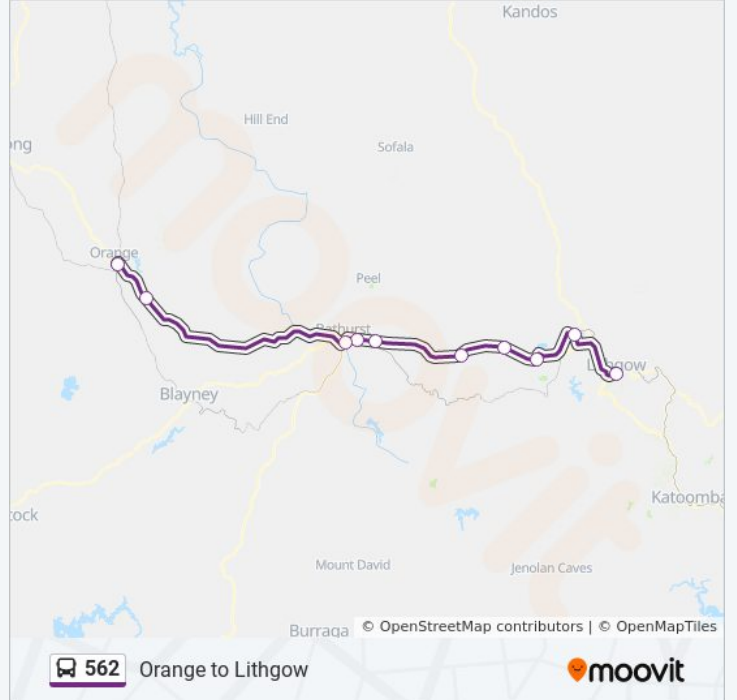 Kandos
Hill End
ong
Sofala
Orange
Peel
Bathurst
Lithgow
Blayney
Katoomba
tock
Mount David
Jenolan Caves
Burraga
© OpenStreetMap contributors | © OpenMapTiles
562 Orange to Lithgow
moovit
moovit